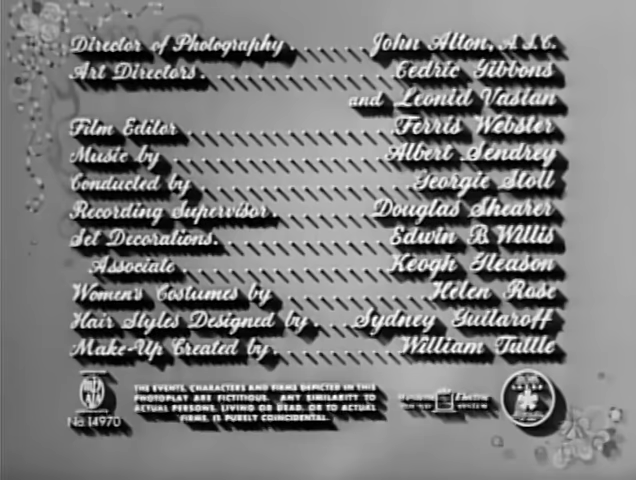 Director of Photography. John Alton, A.S.C.
Art Directors. Cedric Gibbons
and Leonid Vasian
Film Editor Ferris Webster
Music by Albert Sendrey
Conducted by Georgie Stoll
Recording Supervisor. Douglas Shearer
Set Decorations. Edwin B. Willis
Associate Keogh Gleason
Women's Costumes by Helen Rose
Hair Styles Designed by Sydney Guilaroff
Make-Up Created by. William Tuttle
THE EVENTS, CHARACTERS AND FIRMS DEPICTED IN THIS
PHOTOPLAY ARE FICTITIOUS. ANY SIMILARITY TO
ACTUAL PERSONS, LIVING OR DEAD, OR TO ACTUAL
FIRMS, IS PURELY COINCIDENTAL.
No. 14970
Electric
SYSTEM